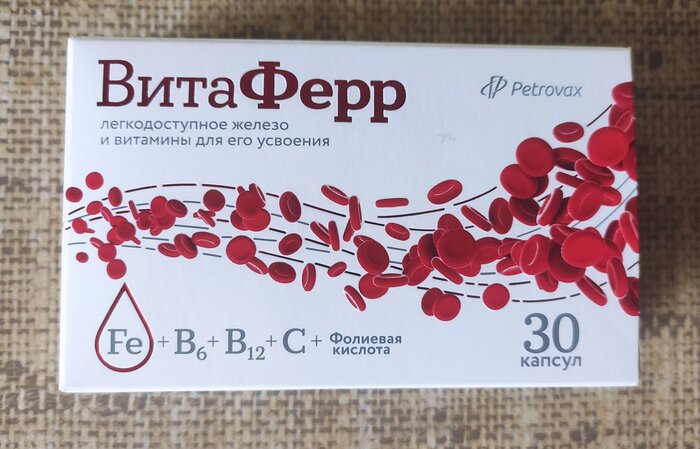 ВитаФерр
Petrovax
легкодоступное железо
и витамины для его усвоения
Fe + B6 + B12 + C + Фолиевая
кислота
30
капсул